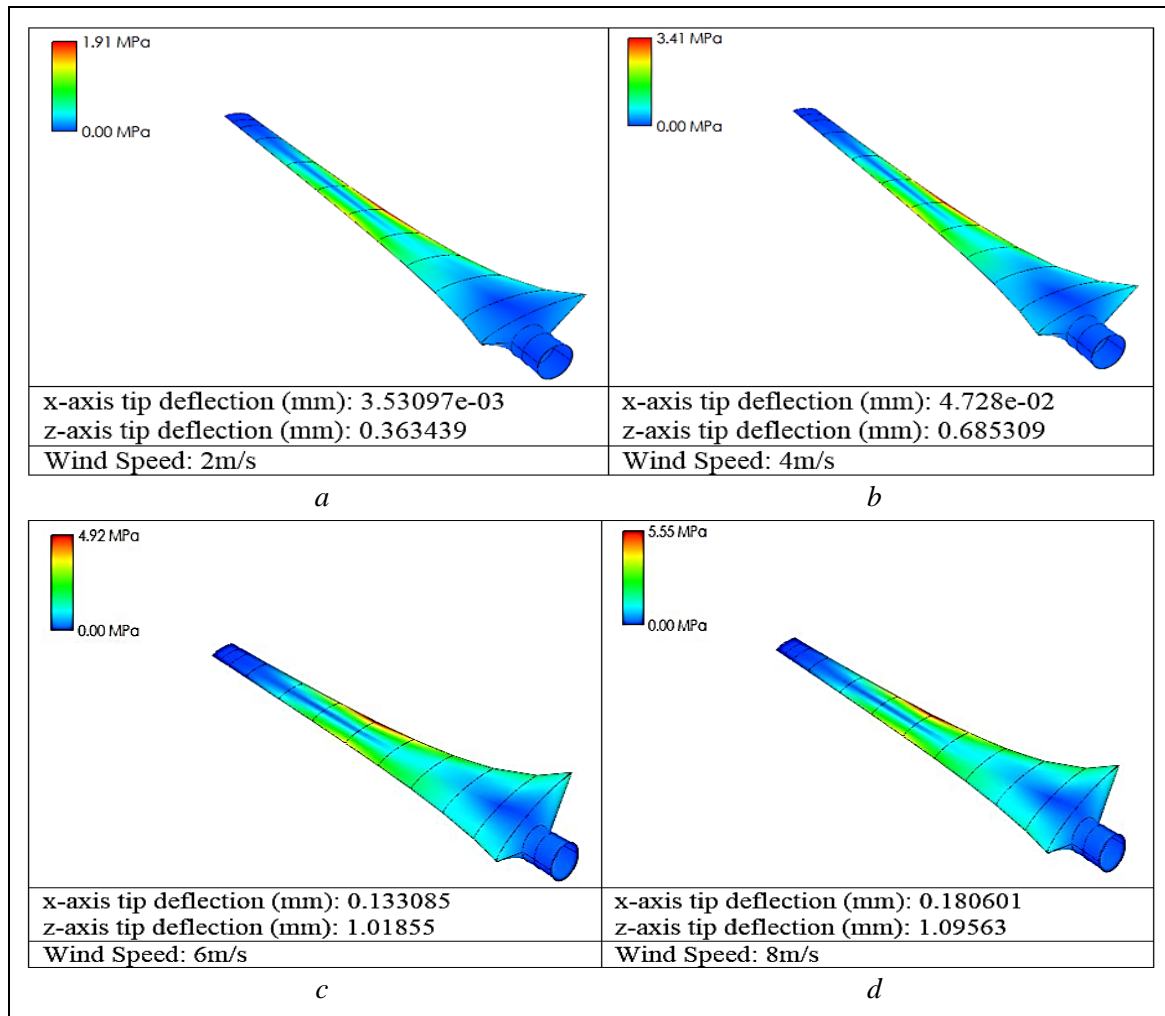 1.91 MPa
0.00 MPa
x-axis tip deflection (mm): 3.53097e-03
z-axis tip deflection (mm): 0.363439
Wind Speed: 2m/s
a
3.41 MPa
0.00 MPa
x-axis tip deflection (mm): 4.728e-02
z-axis tip deflection (mm): 0.685309
Wind Speed: 4m/s
b
4.92 MPa
0.00 MPa
x-axis tip deflection (mm): 0.133085
z-axis tip deflection (mm): 1.01855
Wind Speed: 6m/s
c
5.55 MPa
0.00 MPa
x-axis tip deflection (mm): 0.180601
z-axis tip deflection (mm): 1.09563
Wind Speed: 8m/s
d